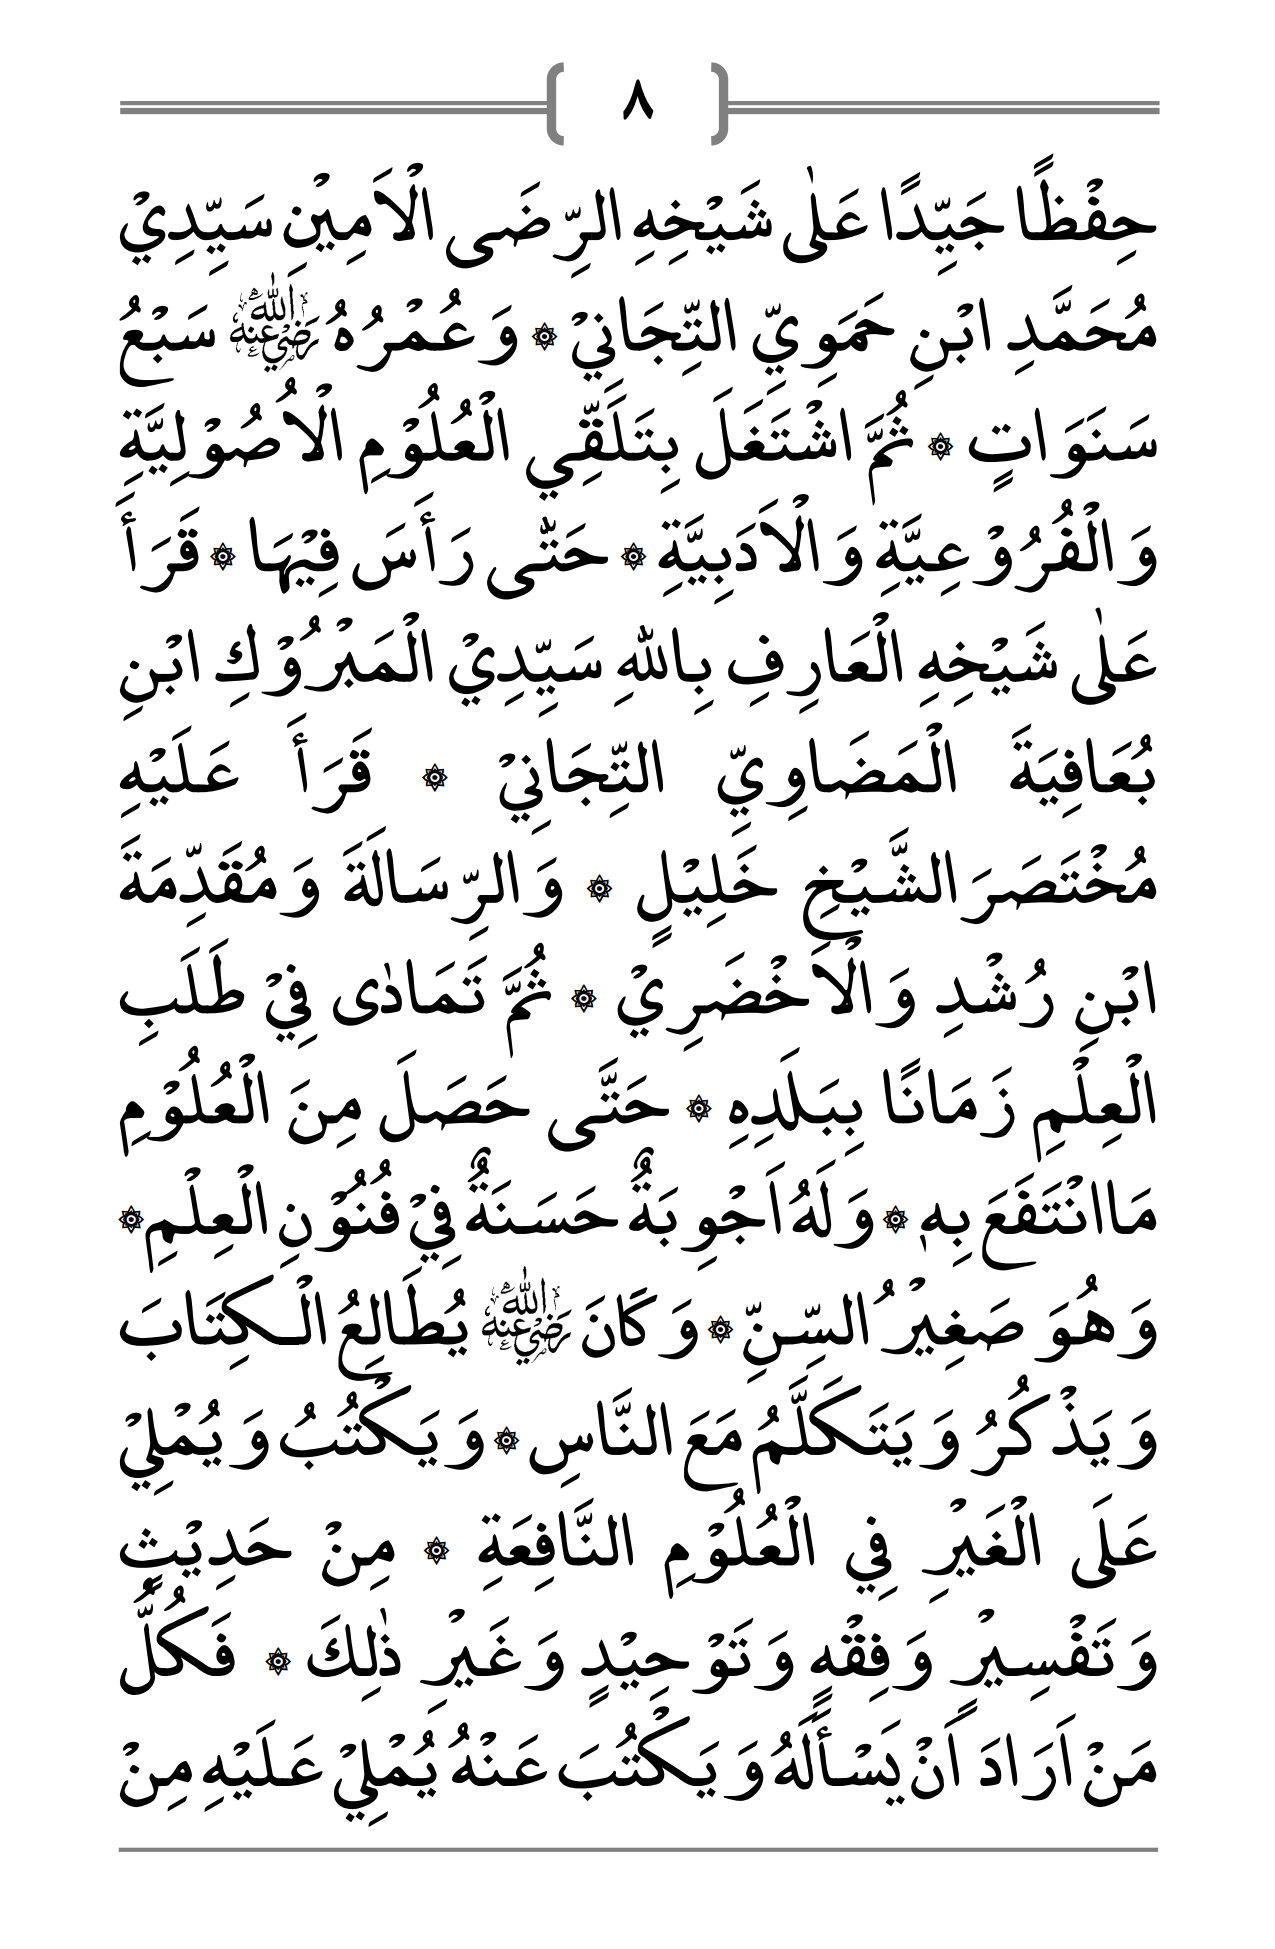 ٨
حِفْظًا جَيِّدًا عَلٰى شَيْخِهِ الرِّضَى الْاَمِيْنِ سَيِّدِيْ
مُحَمَّدِ ابْنِ حَمَوِيِّ التِّجَانِيْ ۞ وَعُمْرُهُ رَضِيَ اللهُ عَنْهُ سَبْعُ
سَنَوَاتٍ ۞ ثُمَّ اشْتَغَلَ بِتَلَقِّي الْعُلُوْمِ الْاُصُوْلِيَّةِ
وَالْفُرُوْعِيَّةِ وَالْاَدَبِيَّةِ ۞ حَتّٰى رَأَسَ فِيْهَا ۞ قَرَأَ
عَلٰى شَيْخِهِ الْعَارِفِ بِاللهِ سَيِّدِيْ الْمَبْرُوْكِ ابْنِ
بُعَافِيَةَ الْمَضَاوِيِّ التِّجَانِيْ ۞ قَرَأَ عَلَيْهِ
مُخْتَصَرَ الشَّيْخِ خَلِيْلٍ ۞ وَالرِّسَالَةَ وَمُقَدِّمَةَ
ابْنِ رُشْدِ وَالْاَخْضَرِيْ ۞ ثُمَّ تَمَادٰى فِيْ طَلَبِ
الْعِلْمِ زَمَانًا بِبَلَدِهِ ۞ حَتَّى حَصَلَ مِنَ الْعُلُوْمِ
مَاانْتَفَعَ بِهٖ ۞ وَلَهُ اَجْوِبَةٌ حَسَنَةٌ فِيْ فُنُوْنِ الْعِلْمِ ۞
وَهُوَ صَغِيْرُ السِّنِّ ۞ وَكَانَ رَضِيَ اللهُ عَنْهُ يُطَالِعُ الْكِتَابَ
وَيَذْكُرُ وَيَتَكَلَّمُ مَعَ النَّاسِ ۞ وَيَكْتُبُ وَيُمْلِيْ
عَلَى الْغَيْرِ فِي الْعُلُوْمِ النَّافِعَةِ ۞ مِنْ حَدِيْثٍ
وَتَفْسِيْرِ وَفِقْهٍ وَتَوْحِيْدٍ وَغَيْرِ ذٰلِكَ ۞ فَكُلُّ
مَنْ اَرَادَ اَنْ يَسْأَلَهُ وَيَكْتُبَ عَنْهُ يُمْلِيْ عَلَيْهِ مِنْ